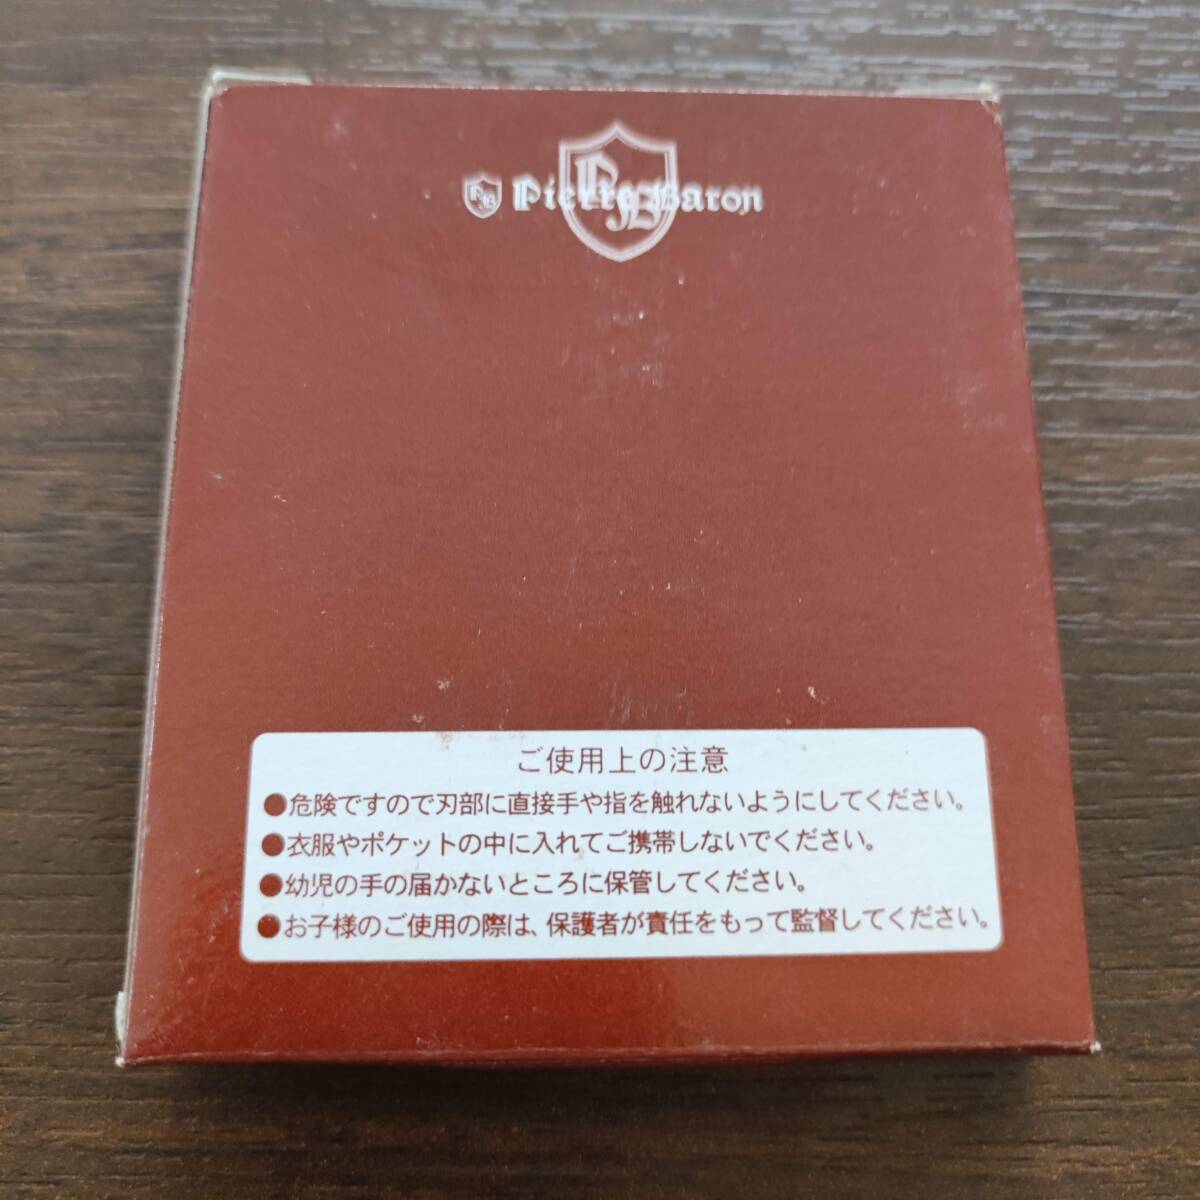 PB Pierre Baron
PB
ご使用上の注意
●危険ですので刃部に直接手や指を触れないようにしてください。
●衣服やポケットの中に入れてご携帯しないでください。
●幼児の手の届かないところに保管してください。
●お子様のご使用の際は、保護者が責任をもって監督してください。